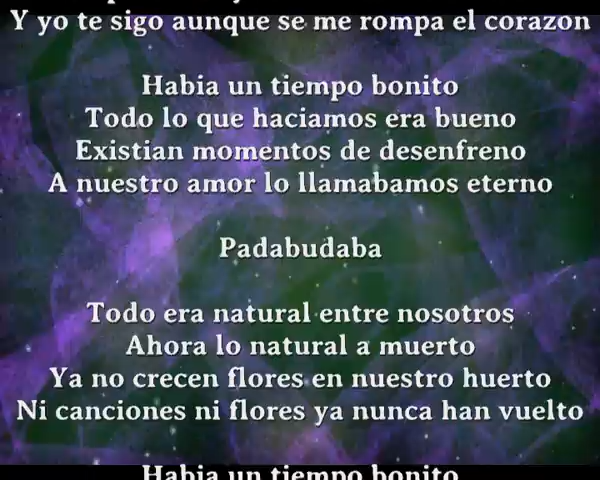 Y yo te sigo aunque se me rompa el corazon
Habia un tiempo bonito
Todo lo que haciamos era bueno
Existian momentos de desenfreno
A nuestro amor lo llamabamos eterno
Padabudaba
Todo era natural entre nosotros
Ahora lo natural a muerto
Ya no crecen flores en nuestro huerto
Ni canciones ni flores ya nunca han vuelto
Habia un tiempo bonito